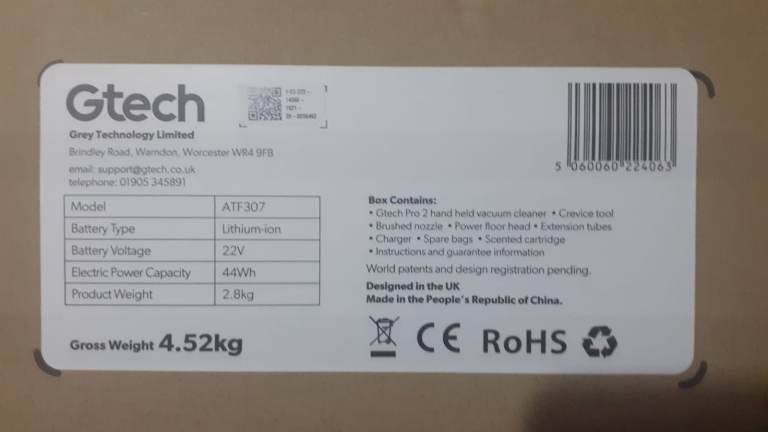 Gtech
Grey Technology Limited
Brindley Road, Warndon, Worcester WR4 9FB
email: support@gtech.co.uk
telephone: 01905 345891
Model ATF307
Battery Type Lithium-ion
Battery Voltage 22V
Electric Power Capacity 44Wh
Product Weight 2.8kg
Gross Weight 4.52kg
5 060060 224063
Box Contains:
• Gtech Pro 2 hand held vacuum cleaner • Crevice tool
• Brushed nozzle • Power floor head • Extension tubes
• Charger • Spare bags • Scented cartridge
• Instructions and guarantee information
World patents and design registration pending.
Designed in the UK
Made in the People's Republic of China.
CE RoHS